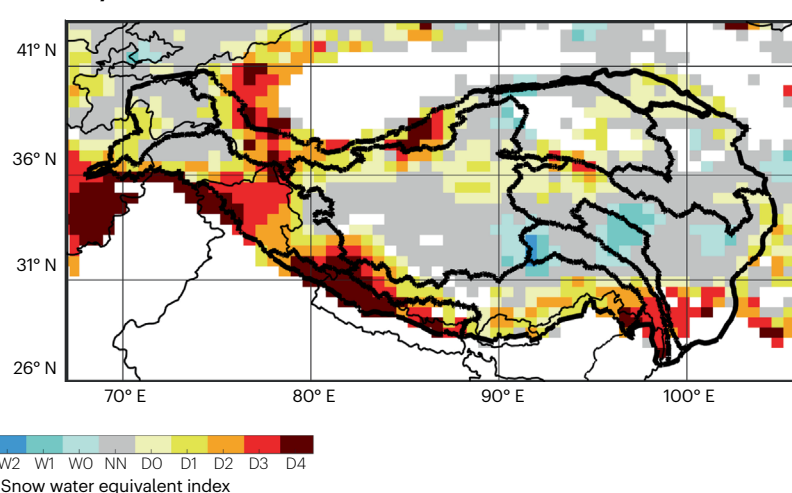 41° N
36° N
31° N
26° N
70° E 80° E 90° E 100° E
W2 W1 W0 NN D0 D1 D2 D3 D4
Snow water equivalent index